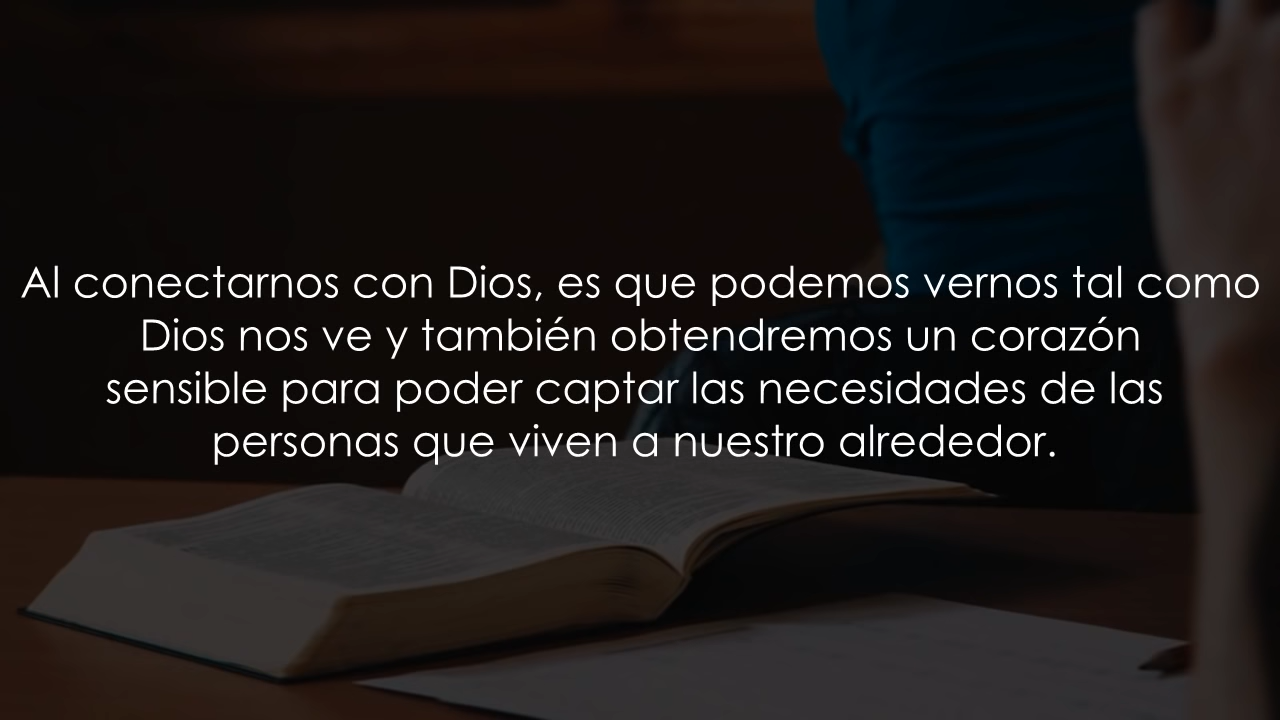 Al conectarnos con Dios, es que podemos vernos tal como
Dios nos ve y también obtendremos un corazón
sensible para poder captar las necesidades de las
personas que viven a nuestro alrededor.